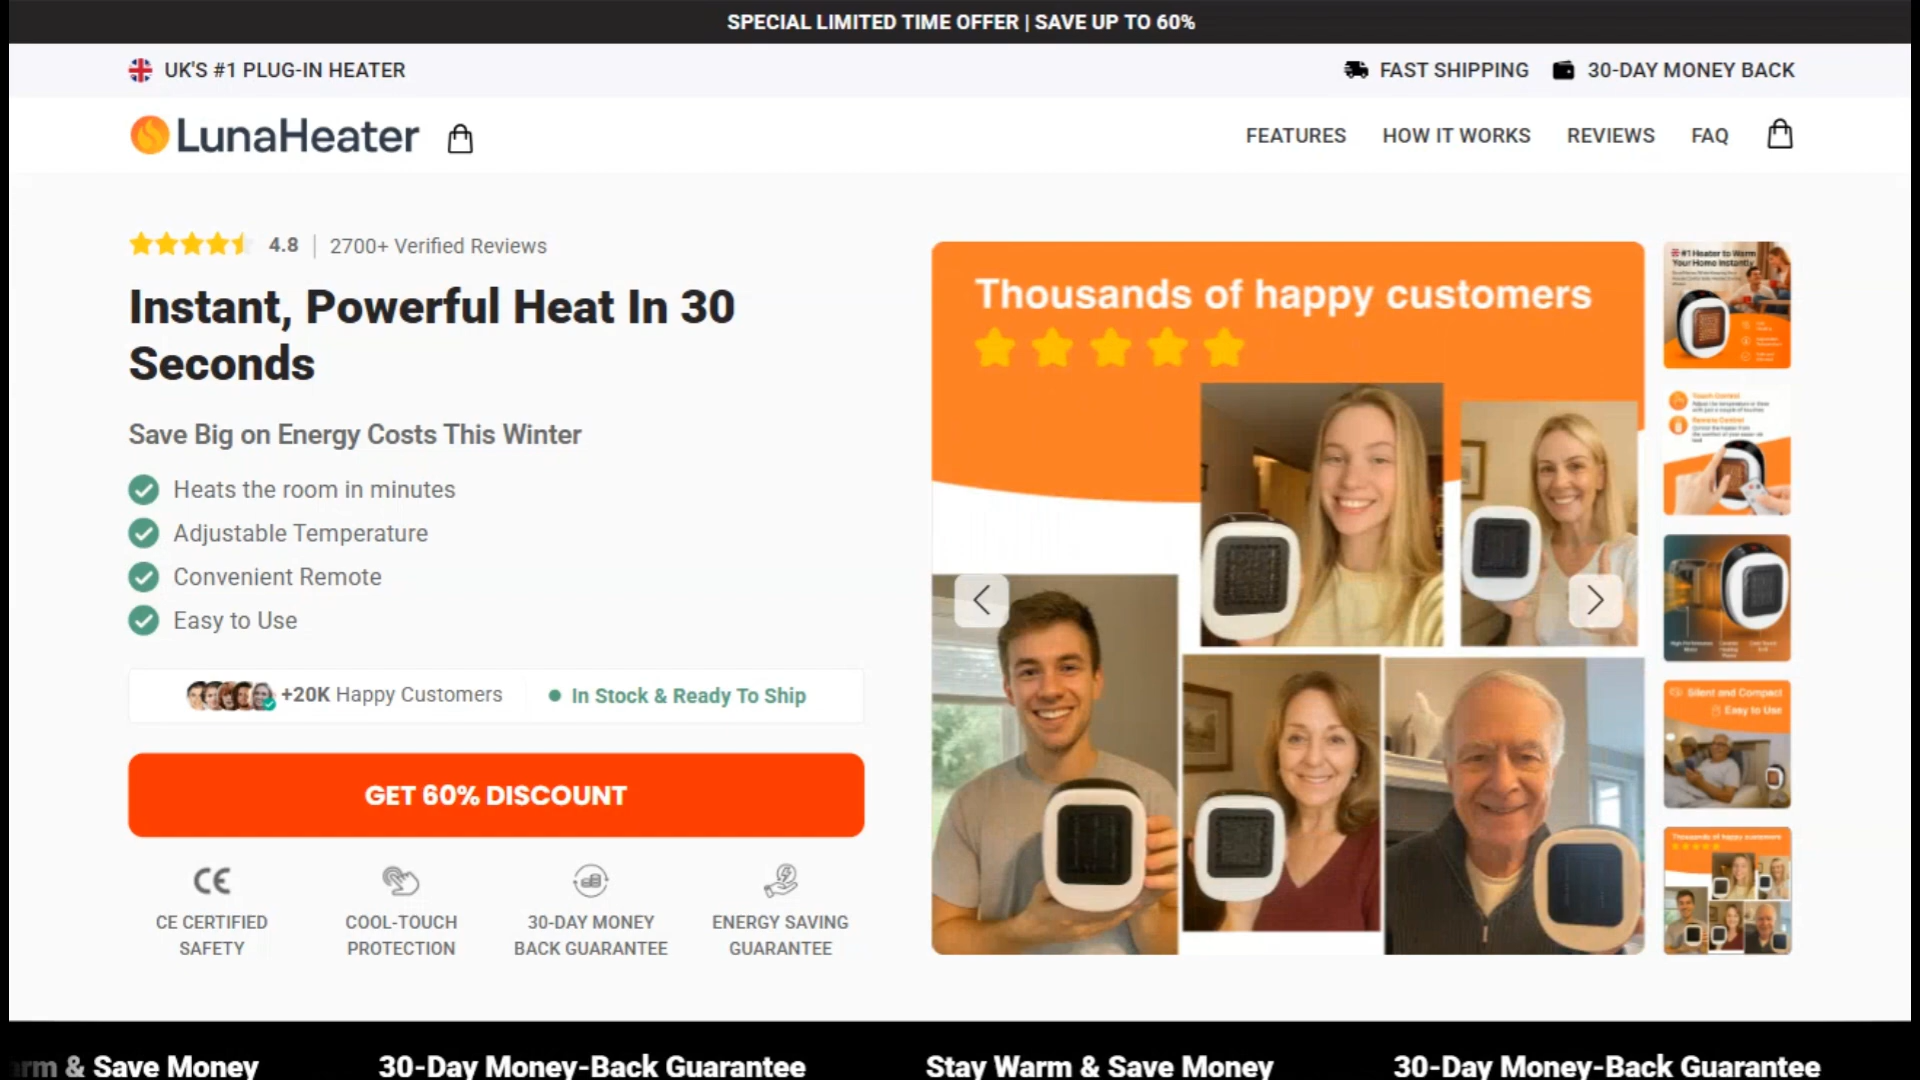 SPECIAL LIMITED TIME OFFER | SAVE UP TO 60%
UK'S #1 PLUG-IN HEATER
FAST SHIPPING
30-DAY MONEY BACK
LunaHeater
FEATURES
HOW IT WORKS
REVIEWS
FAQ
4.8 | 2700+ Verified Reviews
Instant, Powerful Heat In 30
Seconds
Save Big on Energy Costs This Winter
Heats the room in minutes
Adjustable Temperature
Convenient Remote
Easy to Use
+20K Happy Customers
In Stock & Ready To Ship
GET 60% DISCOUNT
CE
CE CERTIFIED
SAFETY
COOL-TOUCH
PROTECTION
30-DAY MONEY
BACK GUARANTEE
ENERGY SAVING
GUARANTEE
Thousands of happy customers
#1 Heater to Warm
Your Home Instantly
Touch Control
Remote Control
Silent and Compact
Easy to Use
Thousands of happy customers
& Save Money
30-Day Money-Back Guarantee
Stay Warm & Save Money
30-Day Money-Back Guarantee